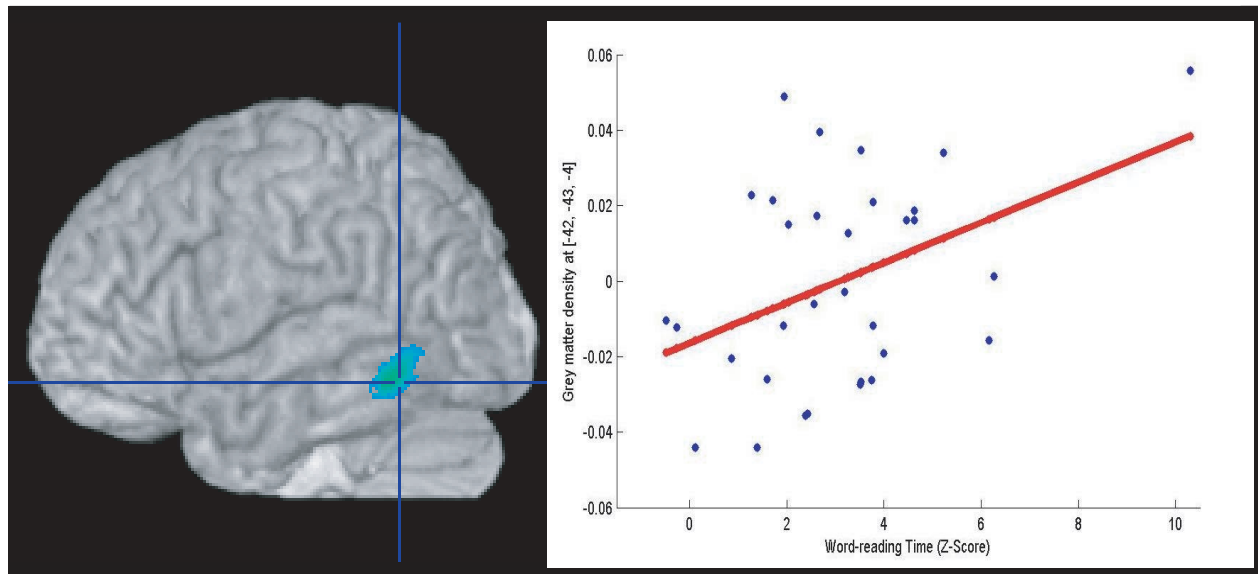 0.06
0.04
0.02
0
-0.02
-0.04
-0.06
Grey matter density at [-42, -43, -4]
0 2 4 6 8 10
Word-reading Time (Z-Score)